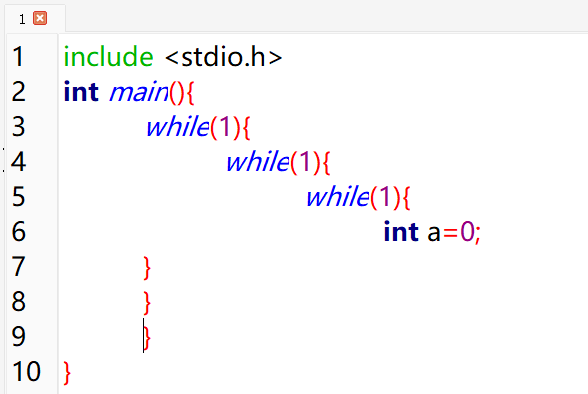 1
1 include <stdio.h>
2 int main(){
3 while(1){
4 while(1){
5 while(1){
6 int a=0;
7 }
8 }
9 }
10 }